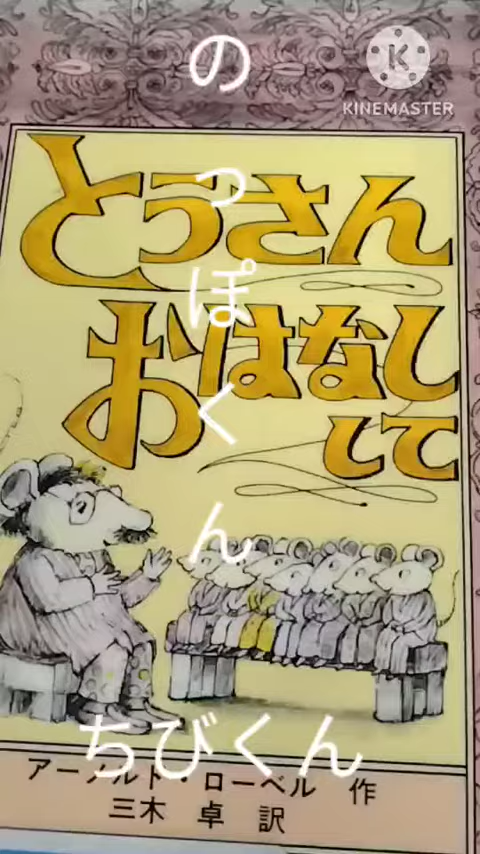 KINEMASTER
のっぽくん
とうさん
おはなし
して
ちびくん
アーノルド・ローベル 作
三木 卓 訳